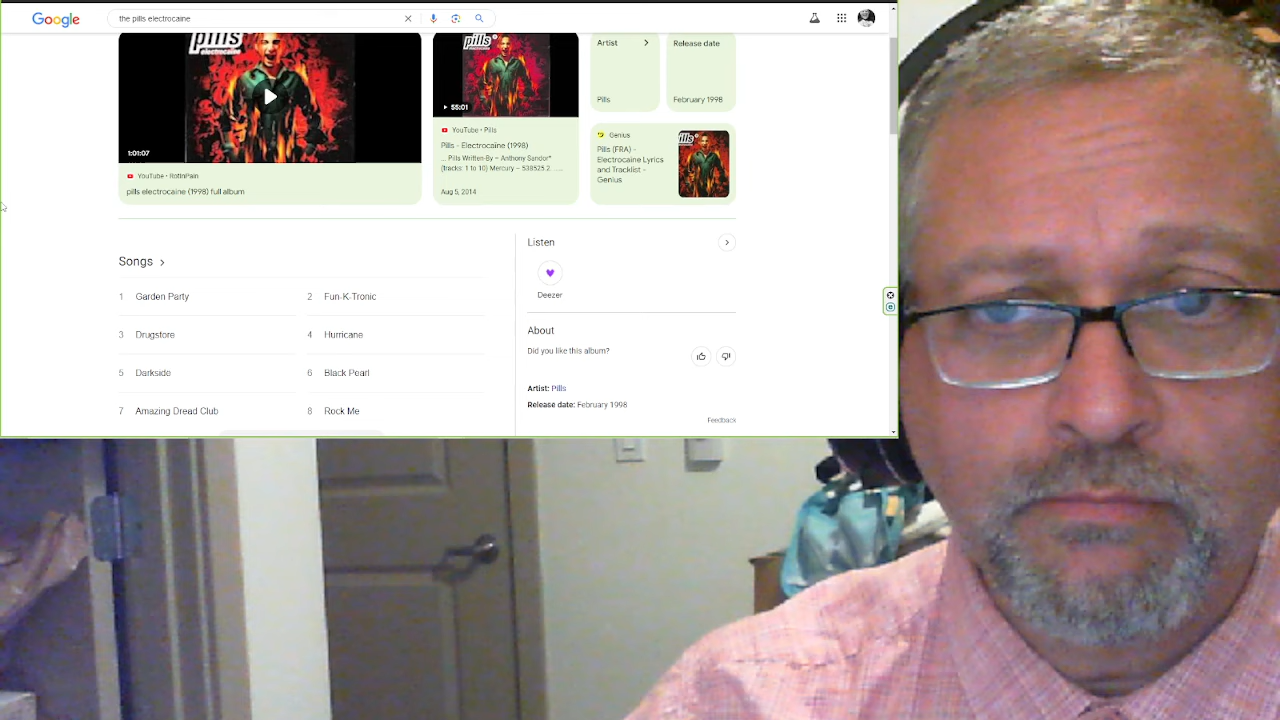 Google
the pills electrocaine
pills
electrocaine
1:01:07
YouTube • RotInPain
pills electrocaine (1998) full album
pills
55:01
YouTube • Pills
Pills - Electrocaine (1998)
... Pills Written-By – Anthony Sandor*
(tracks: 1 to 10) Mercury – 538525.2 ... ...
Aug 5, 2014
Artist
Pills
Release date
February 1998
Genius
Pills (FRA) -
Electrocaine Lyrics
and Tracklist -
Genius
pills
Songs
1 Garden Party
2 Fun-K-Tronic
3 Drugstore
4 Hurricane
5 Darkside
6 Black Pearl
7 Amazing Dread Club
8 Rock Me
Listen
Deezer
About
Did you like this album?
Artist: Pills
Release date: February 1998
Feedback